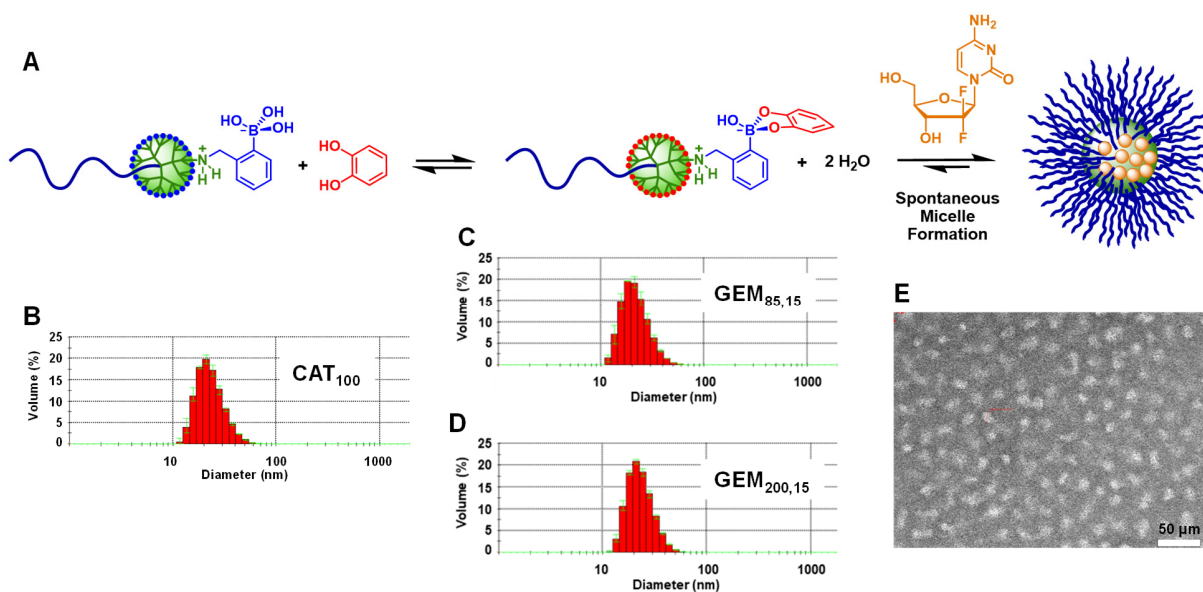 A
HO
OH
OH
B
−
+
N
H
H
+
HO
HO
HO
B
−
O
O
+
N
H
H
+ 2 H₂O
NH₂
N
N
O
HO
O
F
F
OH
Spontaneous
Micelle
Formation
B
CAT₁₀₀
Volume (%)
25
20
15
10
5
0
10
100
1000
Diameter (nm)
C
GEM₈₅,₁₅
Volume (%)
25
20
15
10
5
0
10
100
1000
Diameter (nm)
D
GEM₂₀₀,₁₅
Volume (%)
25
20
15
10
5
0
10
100
1000
Diameter (nm)
E
50 µm